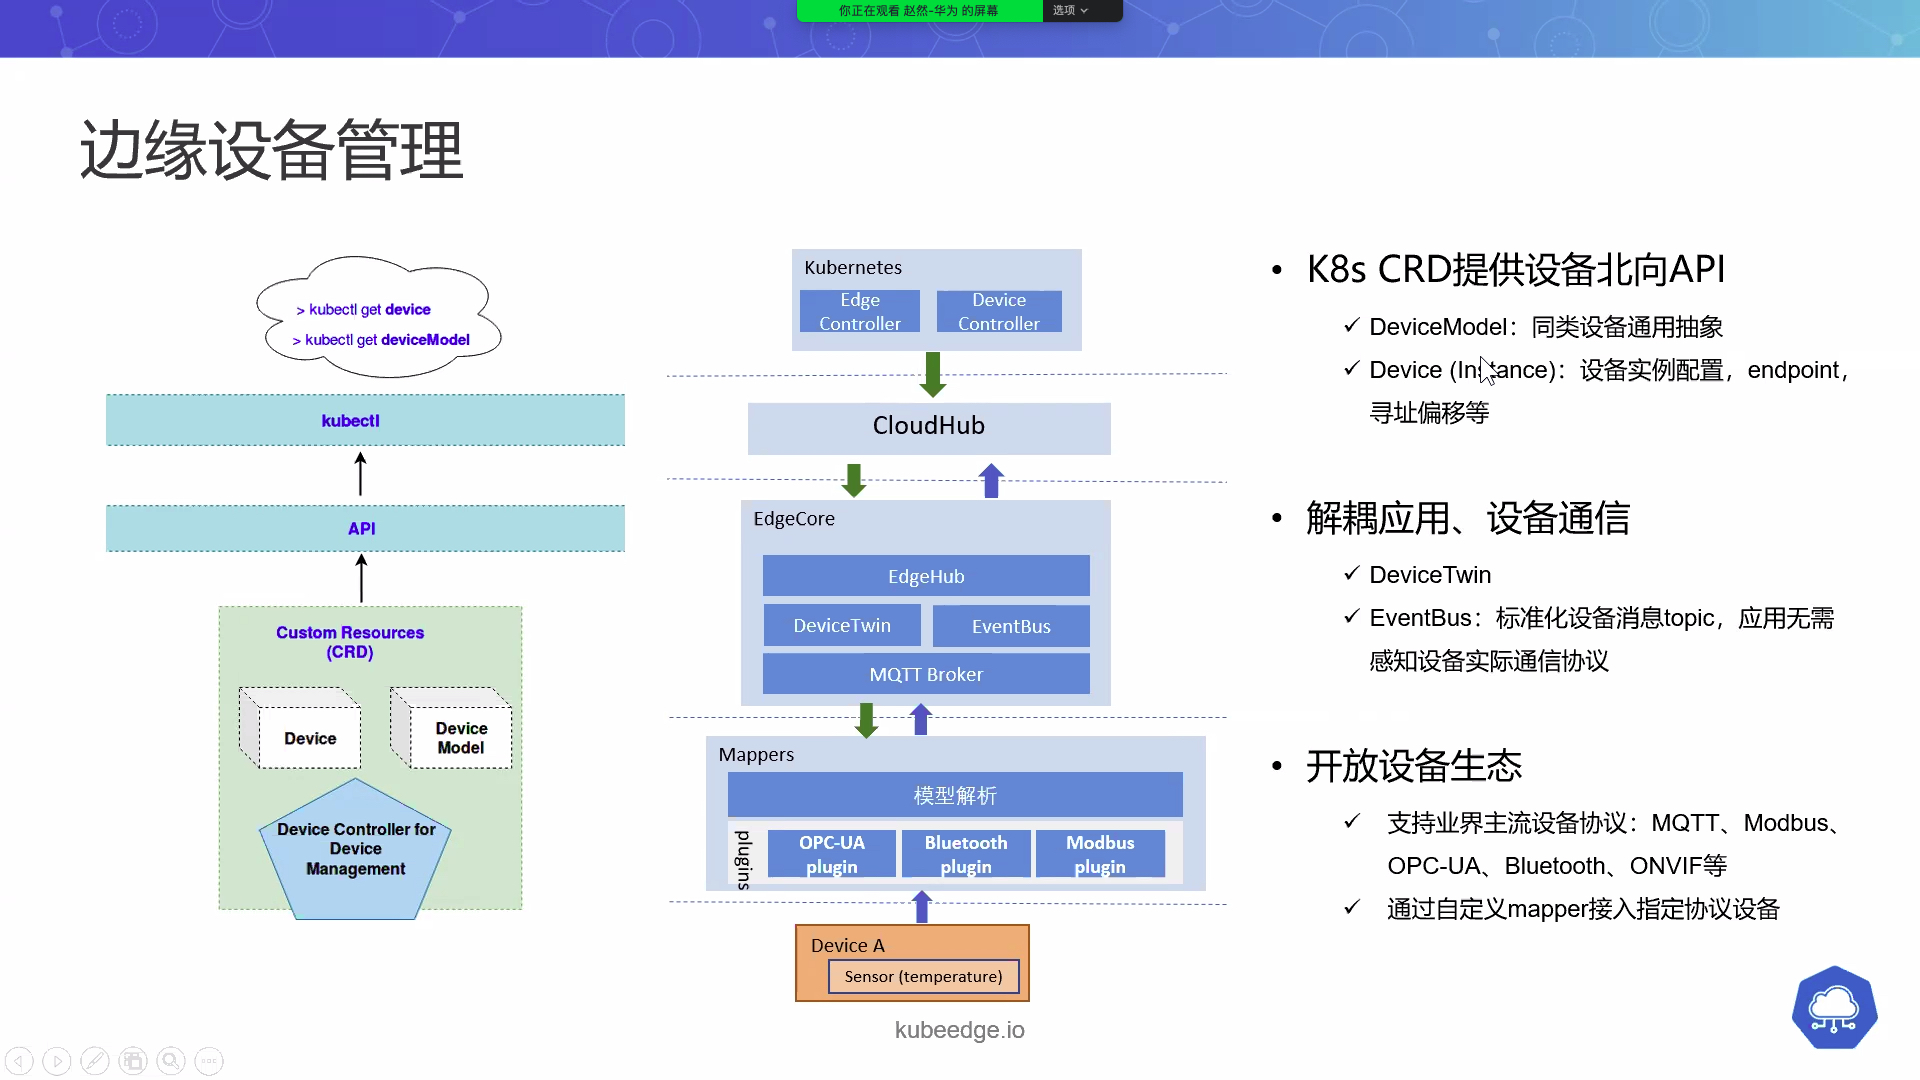 你正在观看 赵然-华为 的屏幕
选项
边缘设备管理
> kubectl get device
> kubectl get deviceModel
kubectl
API
Custom Resources
(CRD)
Device
Device
Model
Device Controller for
Device
Management
Kubernetes
Edge
Controller
Device
Controller
CloudHub
EdgeCore
EdgeHub
DeviceTwin
EventBus
MQTT Broker
Mappers
模型解析
plugins
OPC-UA
plugin
Bluetooth
plugin
Modbus
plugin
Device A
Sensor (temperature)
• K8s CRD提供设备北向API
✓ DeviceModel：同类设备通用抽象
✓ Device (Instance)：设备实例配置，endpoint，
寻址偏移等
• 解耦应用、设备通信
✓ DeviceTwin
✓ EventBus：标准化设备消息topic，应用无需
感知设备实际通信协议
• 开放设备生态
✓ 支持业界主流设备协议：MQTT、Modbus、
OPC-UA、Bluetooth、ONVIF等
✓ 通过自定义mapper接入指定协议设备
kubeedge.io